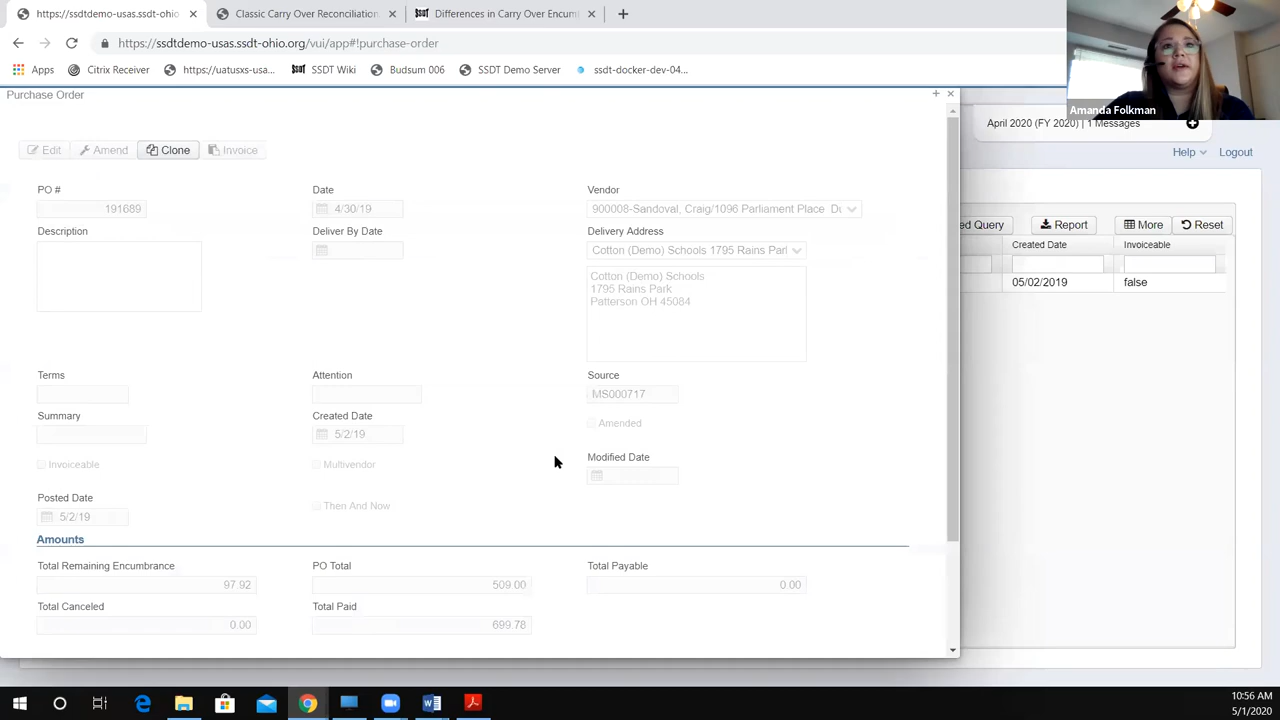 https://ssdtdemo-usas.ssdt-ohio
Classic Carry Over Reconciliation
SSDT Differences in Carry Over Encum
https://ssdtdemo-usas.ssdt-ohio.org/vui/app#!purchase-order
Apps
Citrix Receiver
https://uatusxs-usa...
SSDT Wiki
Budsum 006
SSDT Demo Server
ssdt-docker-dev-04...
Amanda Folkman
Purchase Order
April 2020 (FY 2020) | 1 Messages
Help
Logout
Edit
Amend
Clone
Invoice
PO #
Date
Vendor
191689
4/30/19
900008-Sandoval, Craig/1096 Parliament Place Du
Description
Deliver By Date
Delivery Address
Cotton (Demo) Schools 1795 Rains Parl
Cotton (Demo) Schools
1795 Rains Park
Patterson OH 45084
ed Query
Report
More
Reset
Created Date
Invoiceable
05/02/2019
false
Terms
Attention
Source
MS000717
Summary
Created Date
Amended
5/2/19
Invoiceable
Multivendor
Modified Date
Posted Date
Then And Now
5/2/19
Amounts
Total Remaining Encumbrance
PO Total
Total Payable
97.92
509.00
0.00
Total Canceled
Total Paid
0.00
699.78
10:56 AM
5/1/2020